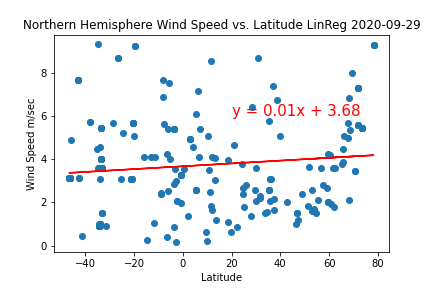 Northern Hemisphere Wind Speed vs. Latitude LinReg 2020-09-29
8
6
4
2
0
Wind Speed m/sec
y = 0.01x + 3.68
−40 −20 0 20 40 60 80
Latitude